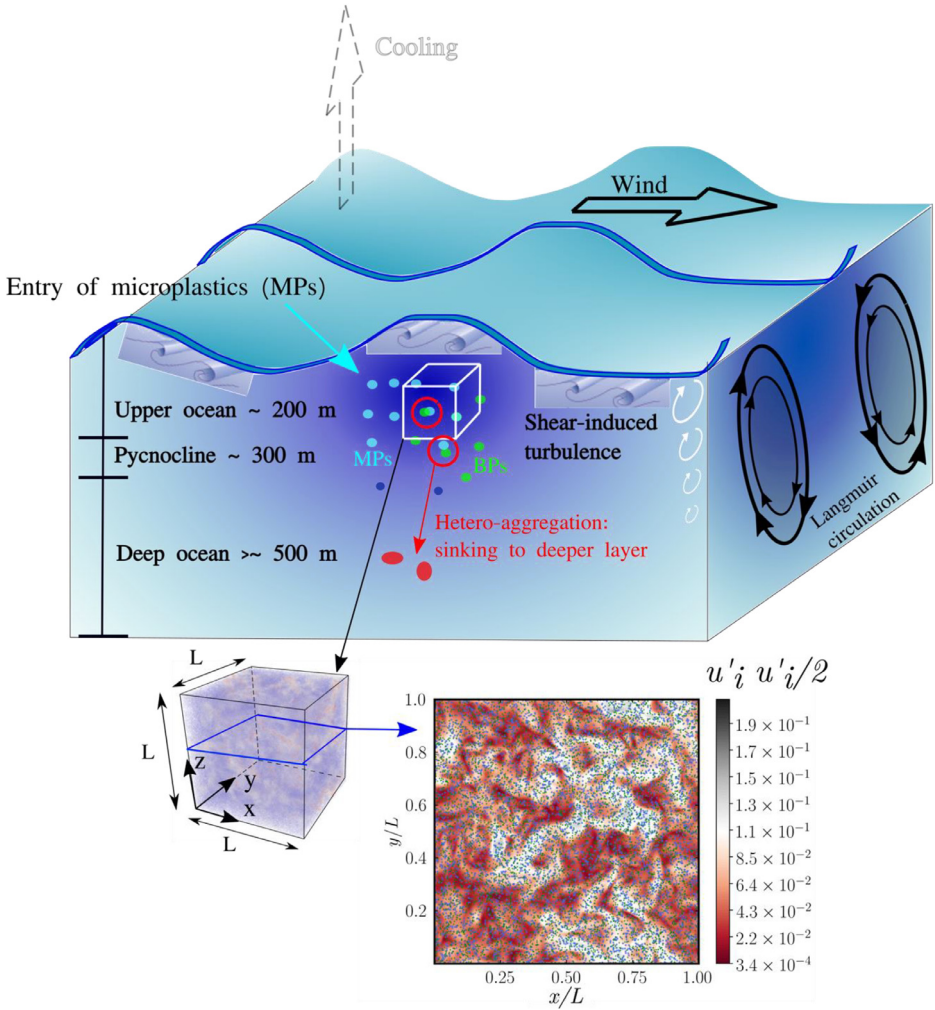 Cooling
Wind
Entry of microplastics (MPs)
Upper ocean ~ 200 m
Shear-induced
turbulence
Pycnocline ~ 300 m
MPs
BPs
Langmuir
circulation
Hetero-aggregation:
sinking to deeper layer
Deep ocean >~ 500 m
L
L
z
y
x
L
u'i u'i/2
1.0
0.8
0.6
0.4
0.2
y/L
0.25
0.50
0.75
1.00
x/L
1.9 × 10⁻¹
1.7 × 10⁻¹
1.5 × 10⁻¹
1.3 × 10⁻¹
1.1 × 10⁻¹
8.5 × 10⁻²
6.4 × 10⁻²
4.3 × 10⁻²
2.2 × 10⁻²
3.4 × 10⁻⁴